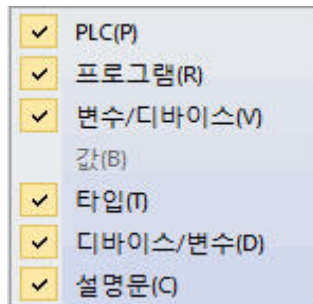 PLC(P)
프로그램(R)
변수/디바이스(V)
값(B)
타입(T)
디바이스/변수(D)
설명문(C)